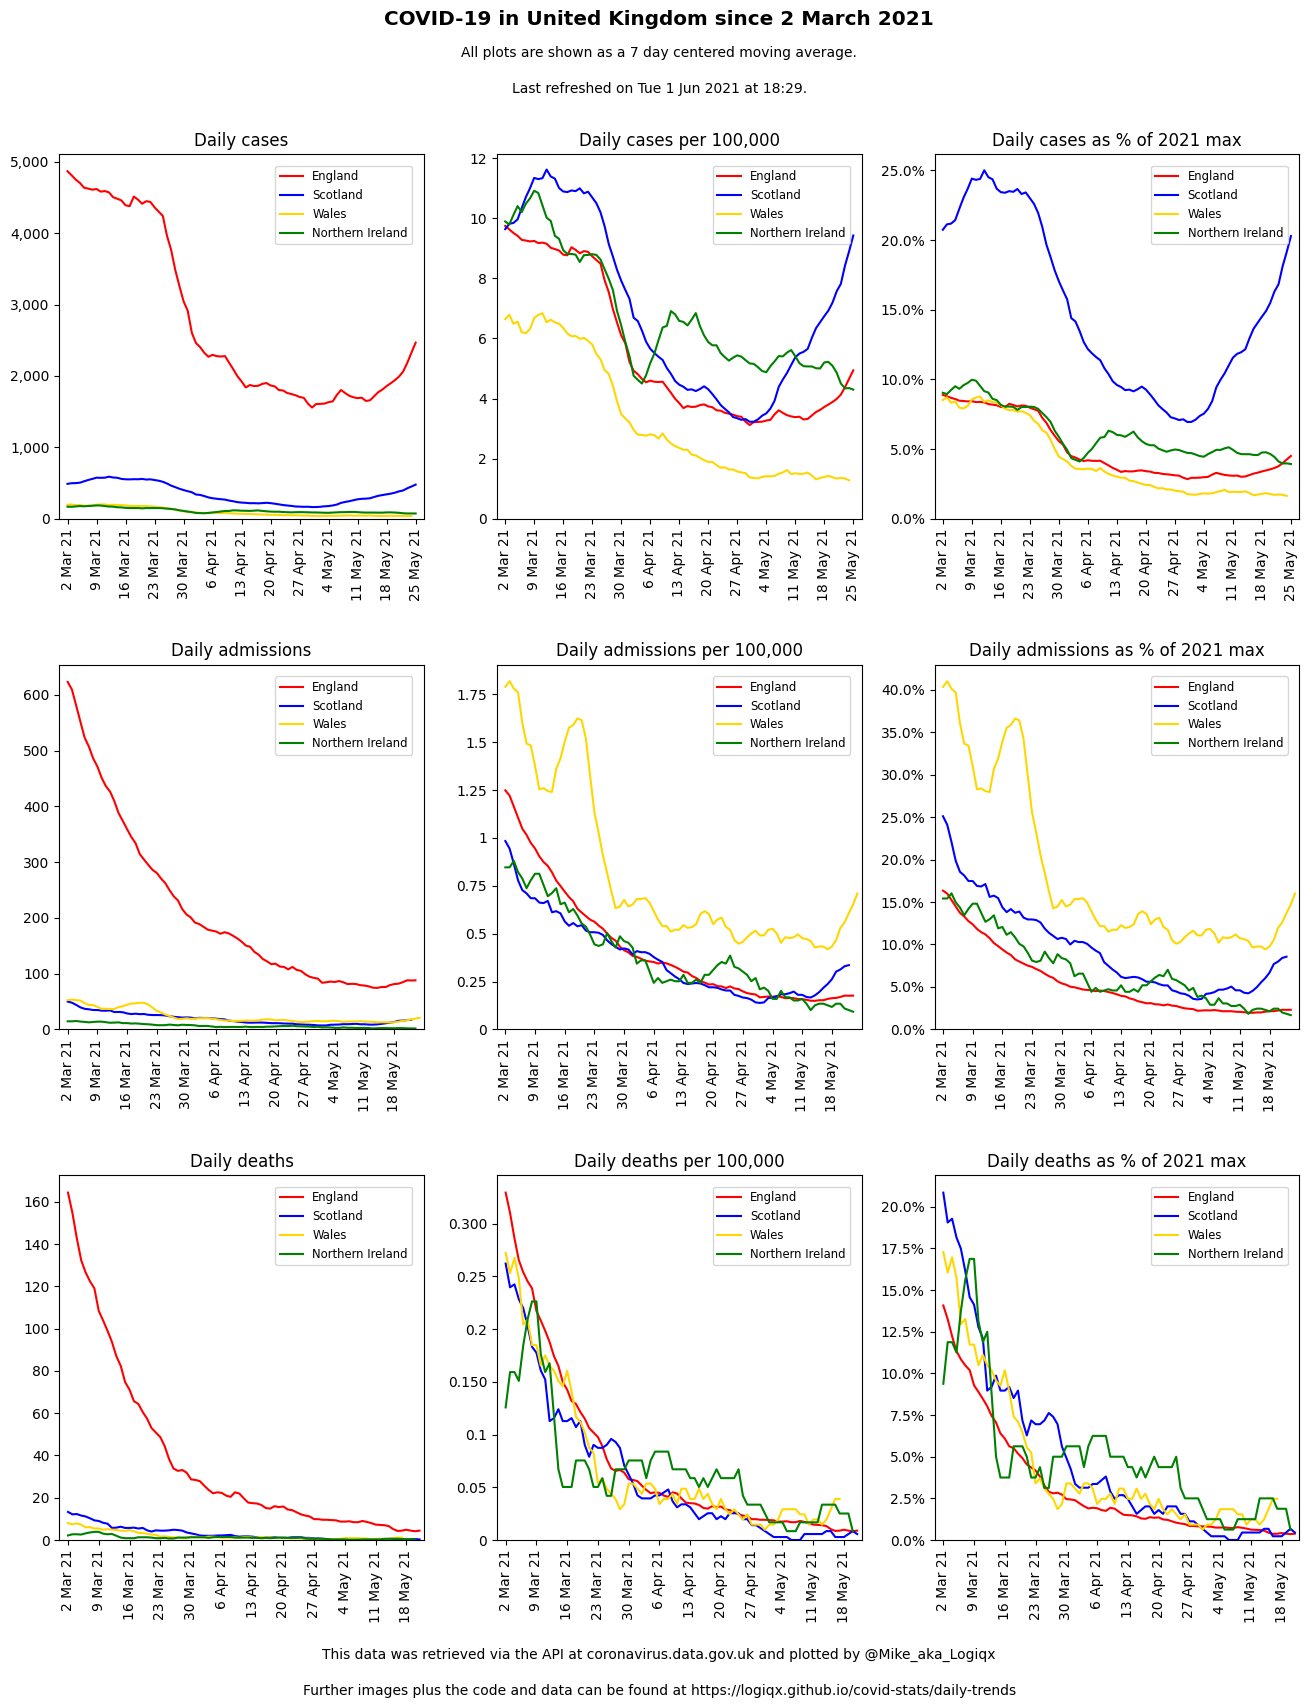 COVID-19 in United Kingdom since 2 March 2021
All plots are shown as a 7 day centered moving average.
Last refreshed on Tue 1 Jun 2021 at 18:29.
Daily cases
5,000
4,000
3,000
2,000
1,000
0
England
Scotland
Wales
Northern Ireland
2 Mar 21
9 Mar 21
16 Mar 21
23 Mar 21
30 Mar 21
6 Apr 21
13 Apr 21
20 Apr 21
27 Apr 21
4 May 21
11 May 21
18 May 21
25 May 21
Daily cases per 100,000
12
10
8
6
4
2
0
England
Scotland
Wales
Northern Ireland
2 Mar 21
9 Mar 21
16 Mar 21
23 Mar 21
30 Mar 21
6 Apr 21
13 Apr 21
20 Apr 21
27 Apr 21
4 May 21
11 May 21
18 May 21
25 May 21
Daily cases as % of 2021 max
25.0%
20.0%
15.0%
10.0%
5.0%
0.0%
England
Scotland
Wales
Northern Ireland
2 Mar 21
9 Mar 21
16 Mar 21
23 Mar 21
30 Mar 21
6 Apr 21
13 Apr 21
20 Apr 21
27 Apr 21
4 May 21
11 May 21
18 May 21
25 May 21
Daily admissions
600
500
400
300
200
100
0
England
Scotland
Wales
Northern Ireland
2 Mar 21
9 Mar 21
16 Mar 21
23 Mar 21
30 Mar 21
6 Apr 21
13 Apr 21
20 Apr 21
27 Apr 21
4 May 21
11 May 21
18 May 21
Daily admissions per 100,000
1.75
1.5
1.25
1
0.75
0.5
0.25
0
England
Scotland
Wales
Northern Ireland
2 Mar 21
9 Mar 21
16 Mar 21
23 Mar 21
30 Mar 21
6 Apr 21
13 Apr 21
20 Apr 21
27 Apr 21
4 May 21
11 May 21
18 May 21
Daily admissions as % of 2021 max
40.0%
35.0%
30.0%
25.0%
20.0%
15.0%
10.0%
5.0%
0.0%
England
Scotland
Wales
Northern Ireland
2 Mar 21
9 Mar 21
16 Mar 21
23 Mar 21
30 Mar 21
6 Apr 21
13 Apr 21
20 Apr 21
27 Apr 21
4 May 21
11 May 21
18 May 21
Daily deaths
160
140
120
100
80
60
40
20
0
England
Scotland
Wales
Northern Ireland
2 Mar 21
9 Mar 21
16 Mar 21
23 Mar 21
30 Mar 21
6 Apr 21
13 Apr 21
20 Apr 21
27 Apr 21
4 May 21
11 May 21
18 May 21
Daily deaths per 100,000
0.300
0.25
0.2
0.150
0.1
0.05
0
England
Scotland
Wales
Northern Ireland
2 Mar 21
9 Mar 21
16 Mar 21
23 Mar 21
30 Mar 21
6 Apr 21
13 Apr 21
20 Apr 21
27 Apr 21
4 May 21
11 May 21
18 May 21
Daily deaths as % of 2021 max
20.0%
17.5%
15.0%
12.5%
10.0%
7.5%
5.0%
2.5%
0.0%
England
Scotland
Wales
Northern Ireland
2 Mar 21
9 Mar 21
16 Mar 21
23 Mar 21
30 Mar 21
6 Apr 21
13 Apr 21
20 Apr 21
27 Apr 21
4 May 21
11 May 21
18 May 21
This data was retrieved via the API at coronavirus.data.gov.uk and plotted by @Mike_aka_Logiqx
Further images plus the code and data can be found at https://logiqx.github.io/covid-stats/daily-trends